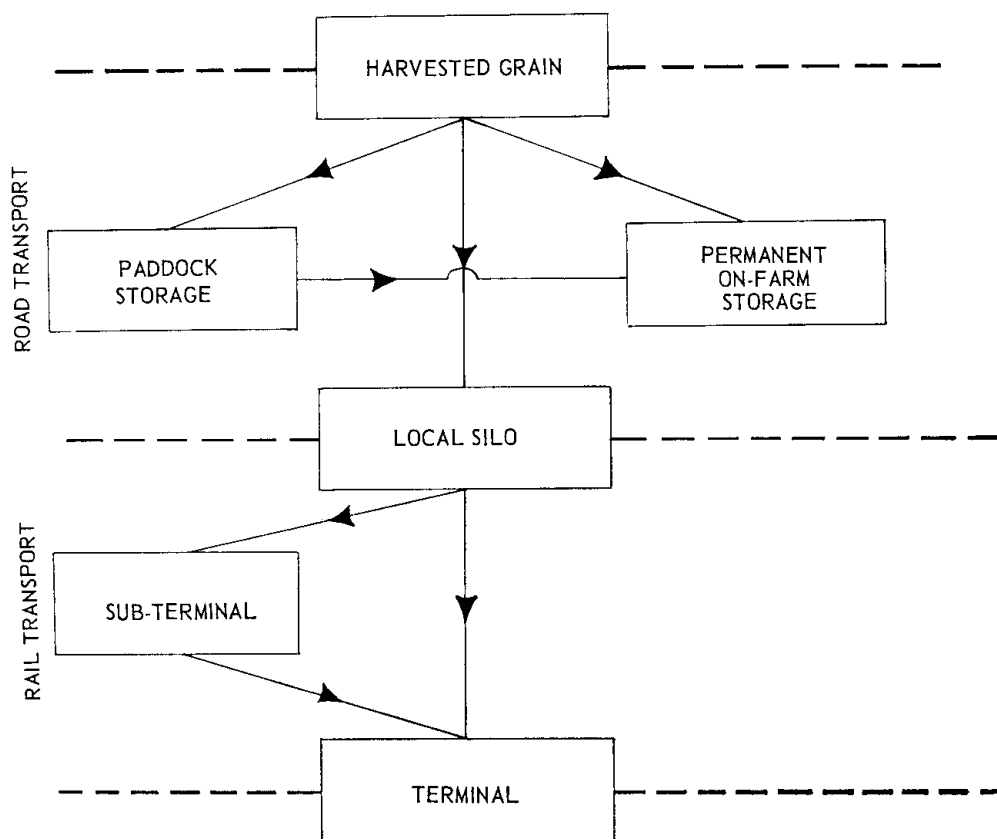 HARVESTED GRAIN
ROAD TRANSPORT
PADDOCK
STORAGE
PERMANENT
ON-FARM
STORAGE
LOCAL SILO
RAIL TRANSPORT
SUB-TERMINAL
TERMINAL